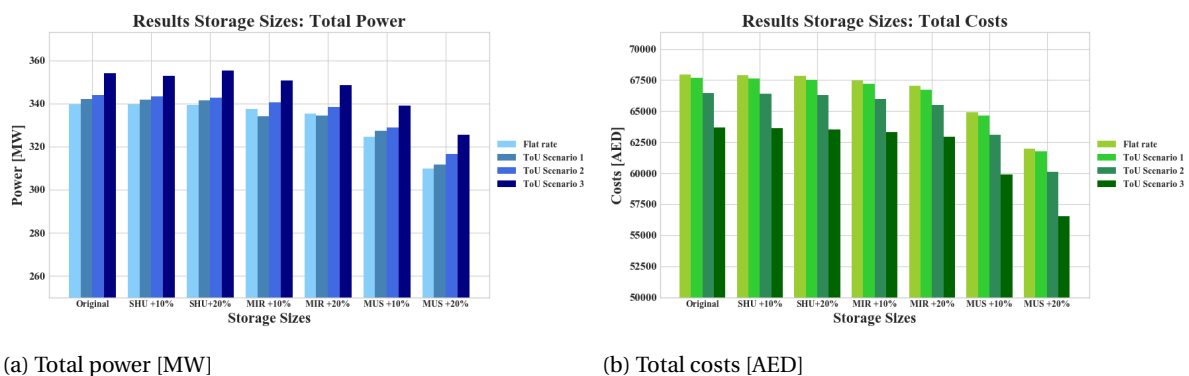 Results Storage Sizes: Total Power
Power [MW]
360
340
320
300
280
260
Original SHU +10% SHU+20% MIR +10% MIR +20% MUS +10% MUS +20%
Storage Sizes
Flat rate
ToU Scenario 1
ToU Scenario 2
ToU Scenario 3
(a) Total power [MW]
Results Storage Sizes: Total Costs
Costs [AED]
70000
67500
65000
62500
60000
57500
55000
52500
50000
Original SHU +10% SHU+20% MIR +10% MIR +20% MUS +10% MUS +20%
Storage Sizes
Flat rate
ToU Scenario 1
ToU Scenario 2
ToU Scenario 3
(b) Total costs [AED]